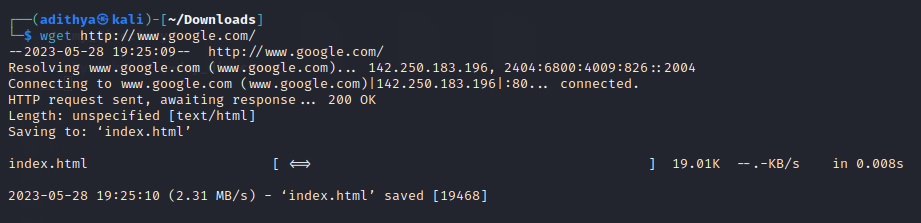 ┌──(adithya㉿kali)-[~/Downloads]
└─$ wget http://www.google.com/
--2023-05-28 19:25:09--  http://www.google.com/
Resolving www.google.com (www.google.com)... 142.250.183.196, 2404:6800:4009:826::2004
Connecting to www.google.com (www.google.com)|142.250.183.196|:80... connected.
HTTP request sent, awaiting response... 200 OK
Length: unspecified [text/html]
Saving to: ‘index.html’
index.html [ <=> ] 19.01K --.-KB/s in 0.008s
2023-05-28 19:25:10 (2.31 MB/s) - ‘index.html’ saved [19468]